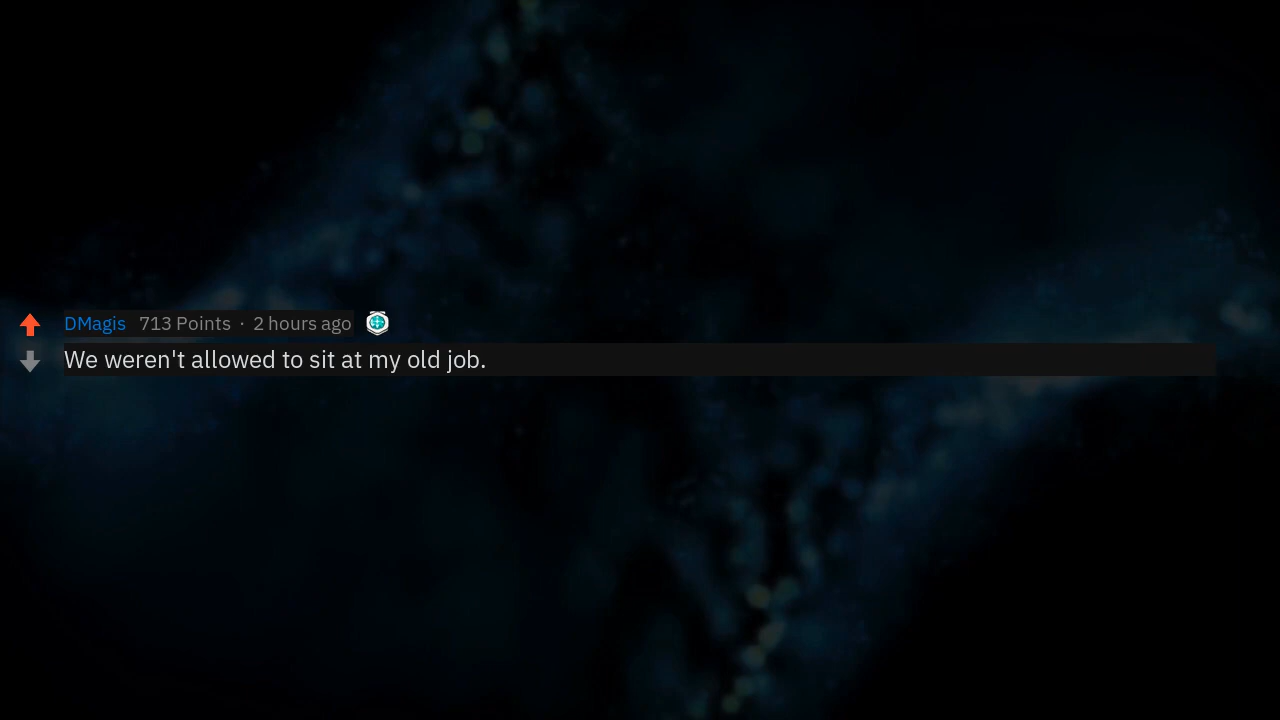 DMagis 713 Points · 2 hours ago
We weren't allowed to sit at my old job.